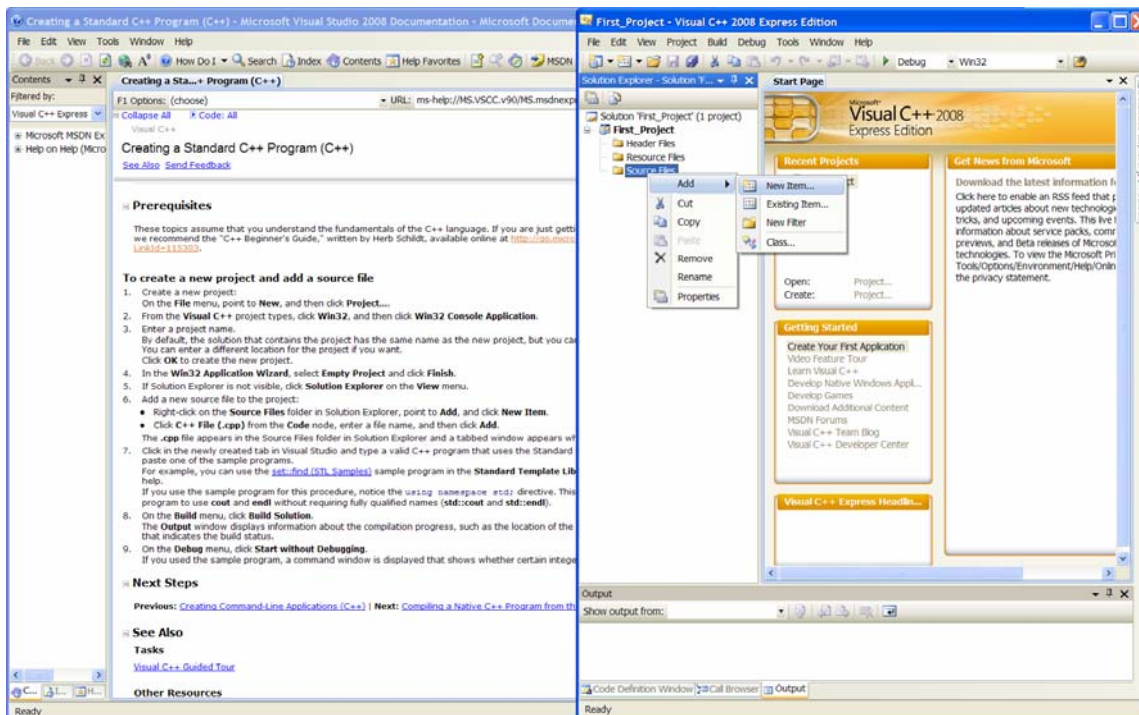 Creating a Standard C++ Program (C++) - Microsoft Visual Studio 2008 Documentation - Microsoft Docume
File Edit View Tools Window Help
Back How Do I Search Index Contents Help Favorites MSDN
Contents
Filtered by:
Visual C++ Express
Microsoft MSDN Ex
Help on Help (Micro
C... I... H...
Ready
Creating a Sta...+ Program (C++)
F1 Options: (choose) URL: ms-help://MS.VSCC.v90/MS.msdnexpr
Collapse All Code: All
Visual C++
Creating a Standard C++ Program (C++)
See Also Send Feedback
Prerequisites
These topics assume that you understand the fundamentals of the C++ language. If you are just getti
we recommend the "C++ Beginner's Guide," written by Herb Schildt, available online at http://go.micro
LinkId=115303.
To create a new project and add a source file
1. Create a new project:
On the File menu, point to New, and then click Project....
2. From the Visual C++ project types, click Win32, and then click Win32 Console Application.
3. Enter a project name.
By default, the solution that contains the project has the same name as the new project, but you ca
You can enter a different location for the project if you want.
Click OK to create the new project.
4. In the Win32 Application Wizard, select Empty Project and click Finish.
5. If Solution Explorer is not visible, click Solution Explorer on the View menu.
6. Add a new source file to the project:
• Right-click on the Source Files folder in Solution Explorer, point to Add, and click New Item.
• Click C++ File (.cpp) from the Code node, enter a file name, and then click Add.
The .cpp file appears in the Source Files folder in Solution Explorer and a tabbed window appears wh
7. Click in the newly created tab in Visual Studio and type a valid C++ program that uses the Standard
paste one of the sample programs.
For example, you can use the set::find (STL Samples) sample program in the Standard Template Lib
help.
If you use the sample program for this procedure, notice the using namespace std; directive. This
program to use cout and endl without requiring fully qualified names (std::cout and std::endl).
8. On the Build menu, click Build Solution.
The Output window displays information about the compilation progress, such as the location of the
that indicates the build status.
9. On the Debug menu, click Start without Debugging.
If you used the sample program, a command window is displayed that shows whether certain intege
Next Steps
Previous: Creating Command-Line Applications (C++) | Next: Compiling a Native C++ Program from th
See Also
Tasks
Visual C++ Guided Tour
Other Resources
First_Project - Visual C++ 2008 Express Edition
File Edit View Project Build Debug Tools Window Help
Debug Win32
Solution Explorer - Solution 'F...
Solution 'First_Project' (1 project)
First_Project
Header Files
Resource Files
Source Files
Add
Cut
Copy
Paste
Remove
Rename
Properties
New Item...
Existing Item...
New Filter
Class...
Start Page
Microsoft
Visual C++ 2008
Express Edition
Recent Projects
Open: Project...
Create: Project...
Getting Started
Create Your First Application
Video Feature Tour
Learn Visual C++
Develop Native Windows Appl...
Develop Games
Download Additional Content
MSDN Forums
Visual C++ Team Blog
Visual C++ Developer Center
Visual C++ Express Headlin...
Get News from Microsoft
Download the latest information f
Click here to enable an RSS feed that p
updated articles about new technologi
tricks, and upcoming events. This live f
information about service packs, comm
previews, and Beta releases of Microsof
technologies. To view the Microsoft Pri
Tools/Options/Environment/Help/Onlin
the privacy statement.
Output
Show output from:
Code Definition Window Call Browser Output
Ready